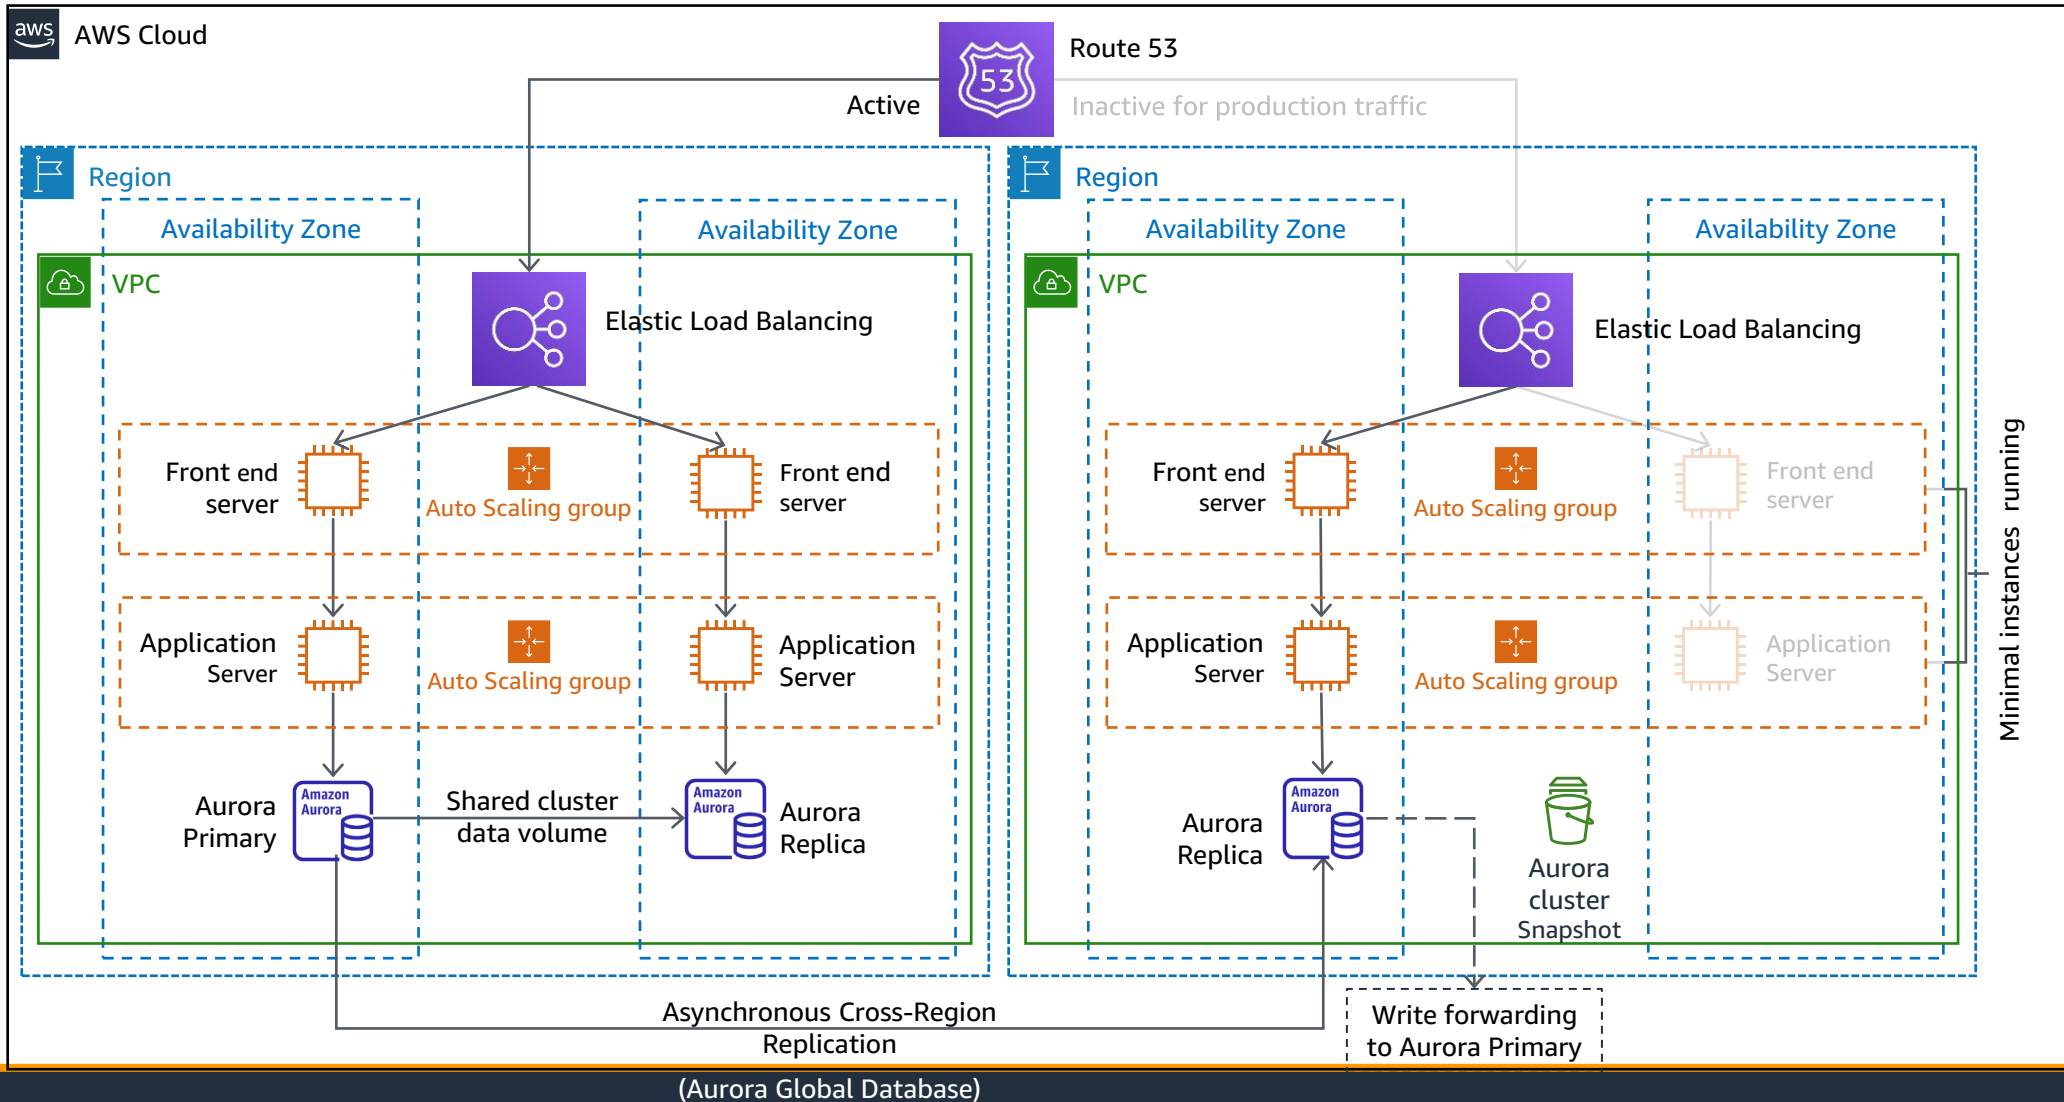 aws
AWS Cloud
53
Route 53
Active
Inactive for production traffic
Region
Availability Zone
Availability Zone
VPC
Elastic Load Balancing
Front end
server
Auto Scaling group
Front end
server
Application
Server
Auto Scaling group
Application
Server
Aurora
Primary
Amazon
Aurora
Shared cluster
data volume
Amazon
Aurora
Aurora
Replica
Region
Availability Zone
Availability Zone
VPC
Elastic Load Balancing
Front end
server
Auto Scaling group
Front end
server
Application
Server
Auto Scaling group
Application
Server
Minimal instances running
Aurora
Replica
Amazon
Aurora
Aurora
cluster
Snapshot
Asynchronous Cross-Region
Replication
Write forwarding
to Aurora Primary
(Aurora Global Database)